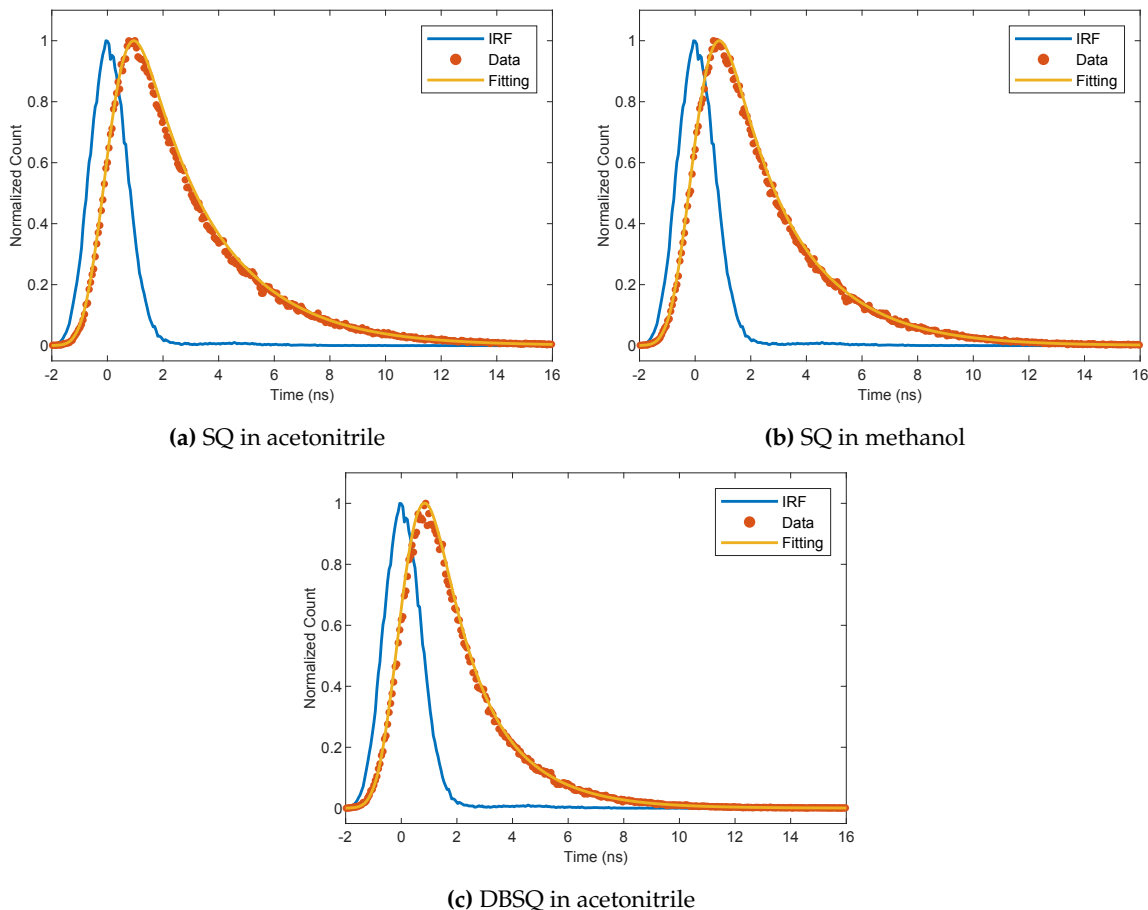 1
0.8
0.6
0.4
0.2
0
Normalized Count
-2 0 2 4 6 8 10 12 14 16
Time (ns)
IRF
Data
Fitting
(a) SQ in acetonitrile
1
0.8
0.6
0.4
0.2
0
Normalized Count
-2 0 2 4 6 8 10 12 14 16
Time (ns)
IRF
Data
Fitting
(b) SQ in methanol
1
0.8
0.6
0.4
0.2
0
Normalized Count
-2 0 2 4 6 8 10 12 14 16
Time (ns)
IRF
Data
Fitting
(c) DBSQ in acetonitrile